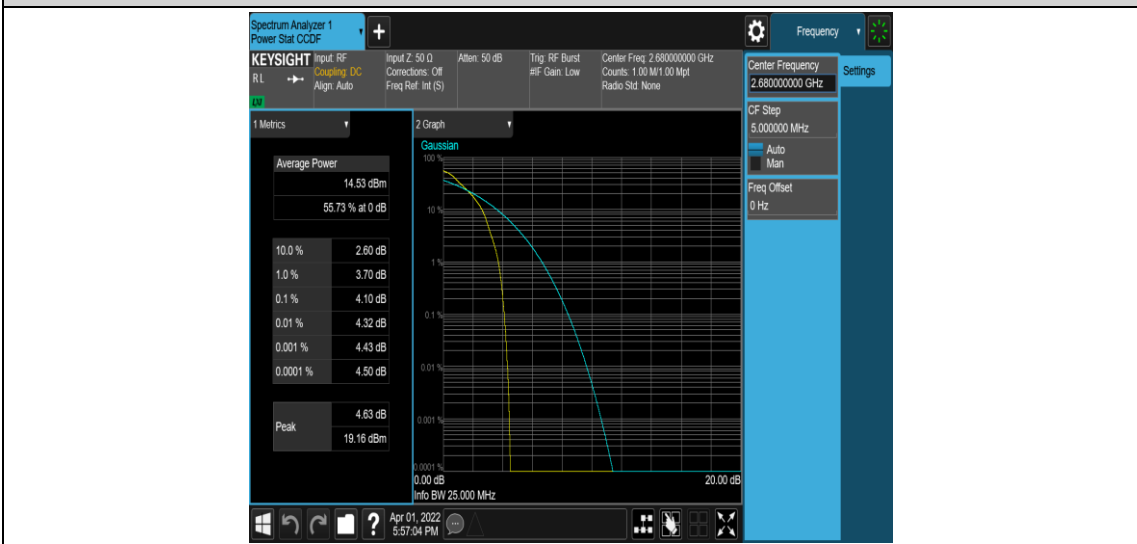 Spectrum Analyzer 1
Power Stat CCDF
+
Frequency
KEYSIGHT
RL
LNI
Input: RF
Coupling: DC
Align: Auto
Input Z: 50 Ω
Corrections: Off
Freq Ref: Int (S)
Atten: 50 dB
Trig: RF Burst
#IF Gain: Low
Center Freq: 2.680000000 GHz
Counts: 1.00 M/1.00 Mpt
Radio Std: None
Center Frequency
2.680000000 GHz
Settings
CF Step
5.000000 MHz
Auto
Man
Freq Offset
0 Hz
1 Metrics
Average Power
14.53 dBm
55.73 % at 0 dB
10.0 % 2.60 dB
1.0 % 3.70 dB
0.1 % 4.10 dB
0.01 % 4.32 dB
0.001 % 4.43 dB
0.0001 % 4.50 dB
Peak
4.63 dB
19.16 dBm
2 Graph
Gaussian
100 %
10 %
1 %
0.1 %
0.01 %
0.001 %
0.0001 %
0.00 dB 20.00 dB
Info BW 25.000 MHz
?
Apr 01, 2022
5:57:04 PM